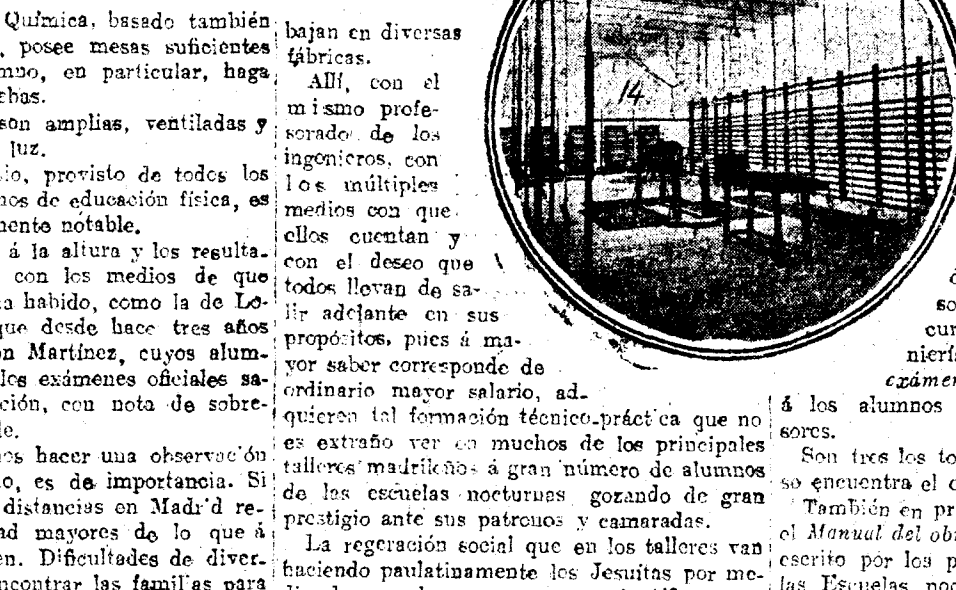 Química, basado también
, posee mesas suficientes
mno, en particular, haga
ebas.
son amplias, ventiladas y
luz.
io, provisto de todos los
nos de educación física, es
mente nótable.
á la altura y los resulta-
con los medios de que
a habido, como la de Lo-
que desde hace tres años
ón Martínez, cuyos alum-
los exámenes oficiales sa-
ción, con nota de sobre-
le.
os hacer una observación
o, es de importancia. Si
distancias en Madrid re-
ad mayores de lo que á
en. Dificultades de diver-
ncontrar las familias para
bajan en diversas
fábricas.
Allí, con el
mismo profe-
sorado de los
ingenieros, con
los múltiples
medios con que
ellos cuentan y
con el deseo que
todos llevan de sa-
lir adelante en sus
propósitos, pues á ma-
yor saber corresponde de
ordinario mayor salario, ad-
quieren tal formación técnico-práctica que no
es extraño ver en muchos de los principales
talleres madrileños á gran número de alumnos
de las escuelas nocturnas gozando de gran
prestigio ante sus patronos y camaradas.
La regeración social que en los talleres van
haciendo paulatinamente los Jesuítas por me-
14.
so
cur
niería
exámen
á los alumnos
sores.
Son tres los to
so encuentra el c
También en pr
el Manual del obr
escrito por los p
las Escuelas noc